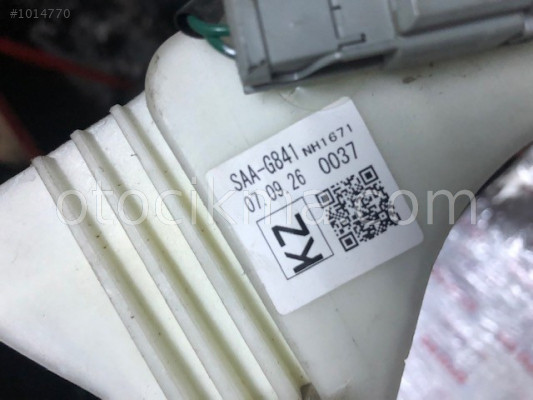 #1014770
SAA-G841 NH1671
07.09.26 0037
KZ
otocikma.com